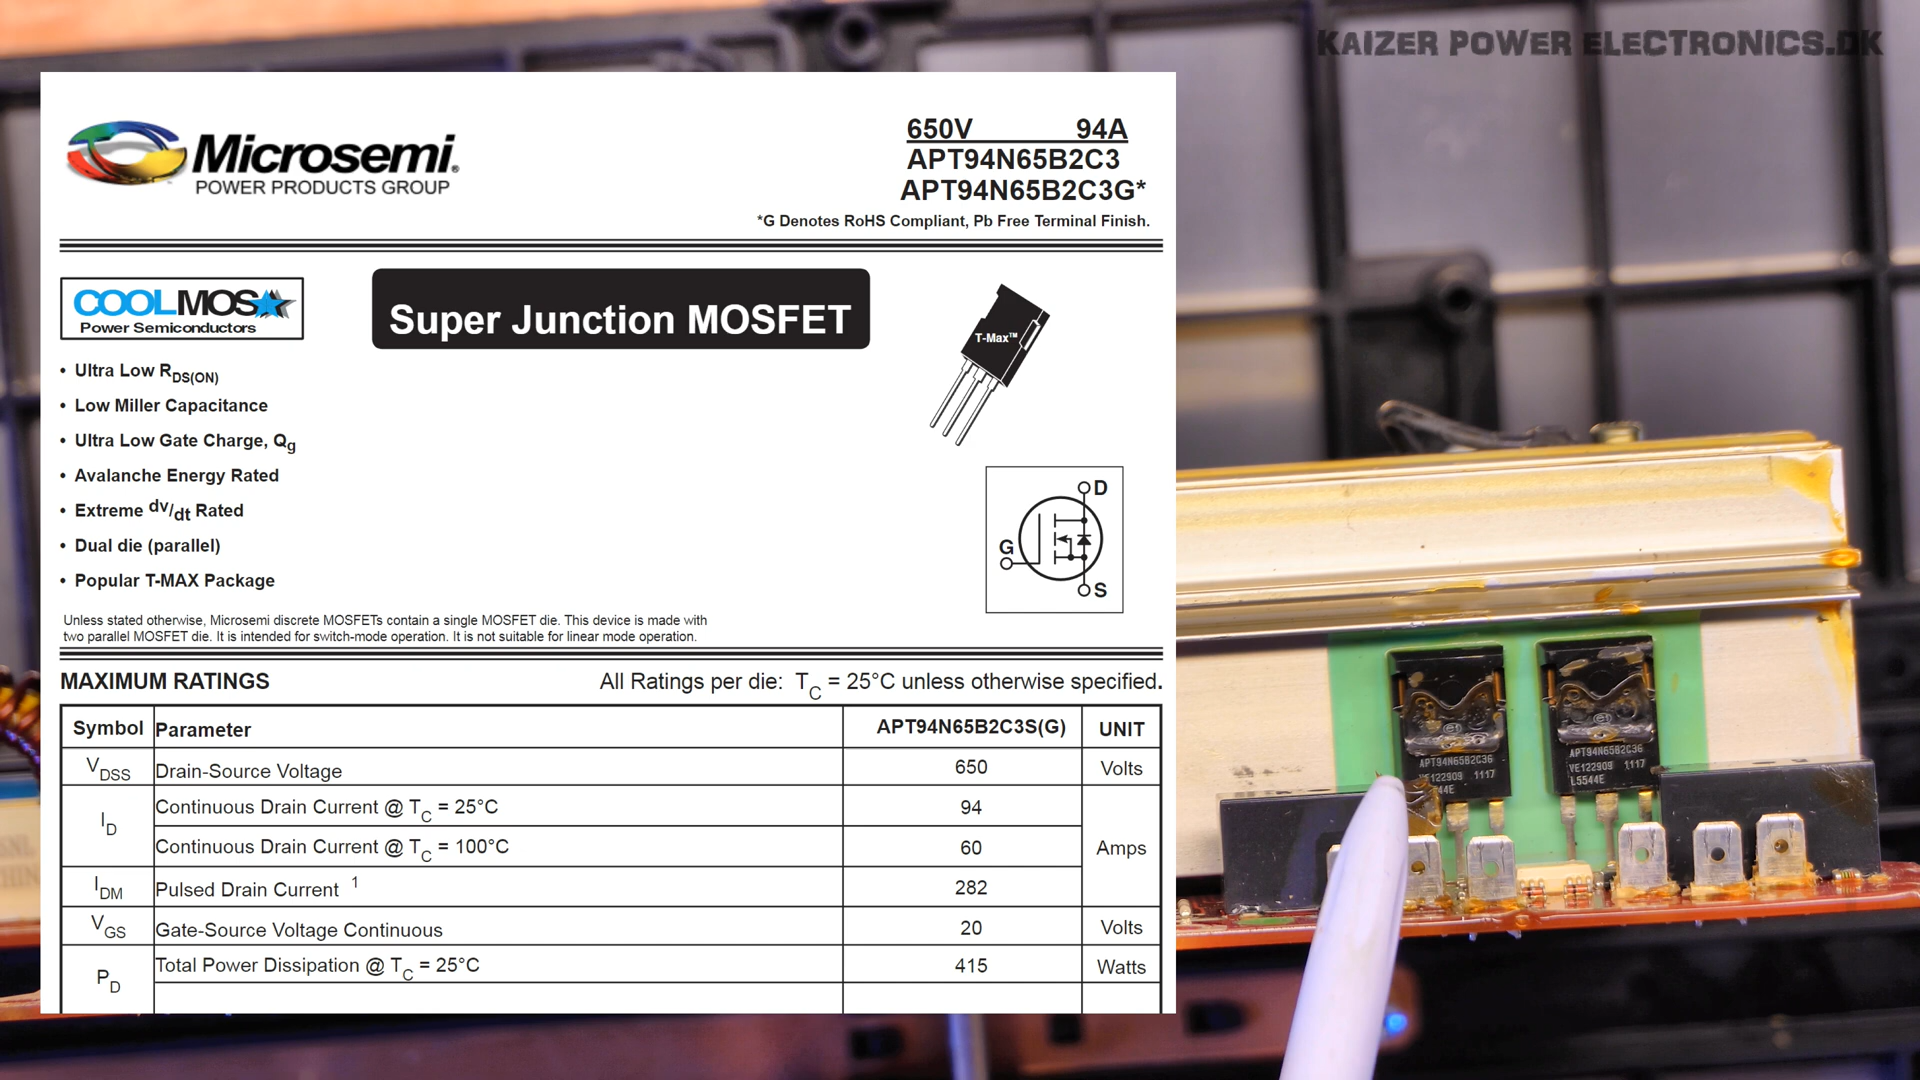 KAIZER POWER ELECTRONICS.DK
Microsemi®
POWER PRODUCTS GROUP
650V 94A
APT94N65B2C3
APT94N65B2C3G*
*G Denotes RoHS Compliant, Pb Free Terminal Finish.
COOLMOS
Power Semiconductors
Super Junction MOSFET
T-Max™
• Ultra Low RDS(ON)
• Low Miller Capacitance
• Ultra Low Gate Charge, Qg
• Avalanche Energy Rated
• Extreme dv/dt Rated
• Dual die (parallel)
• Popular T-MAX Package
D
G
S
Unless stated otherwise, Microsemi discrete MOSFETs contain a single MOSFET die. This device is made with
two parallel MOSFET die. It is intended for switch-mode operation. It is not suitable for linear mode operation.
MAXIMUM RATINGS All Ratings per die: TC = 25°C unless otherwise specified.
Symbol Parameter APT94N65B2C3S(G) UNIT
VDSS Drain-Source Voltage 650 Volts
ID Continuous Drain Current @ TC = 25°C 94 Amps
Continuous Drain Current @ TC = 100°C 60
IDM Pulsed Drain Current 1 282
VGS Gate-Source Voltage Continuous 20 Volts
PD Total Power Dissipation @ TC = 25°C 415 Watts
APT94N65B2C3G
VE122909 1117
544E
APT94N65B2C3G
VE122909 1117
L5544E